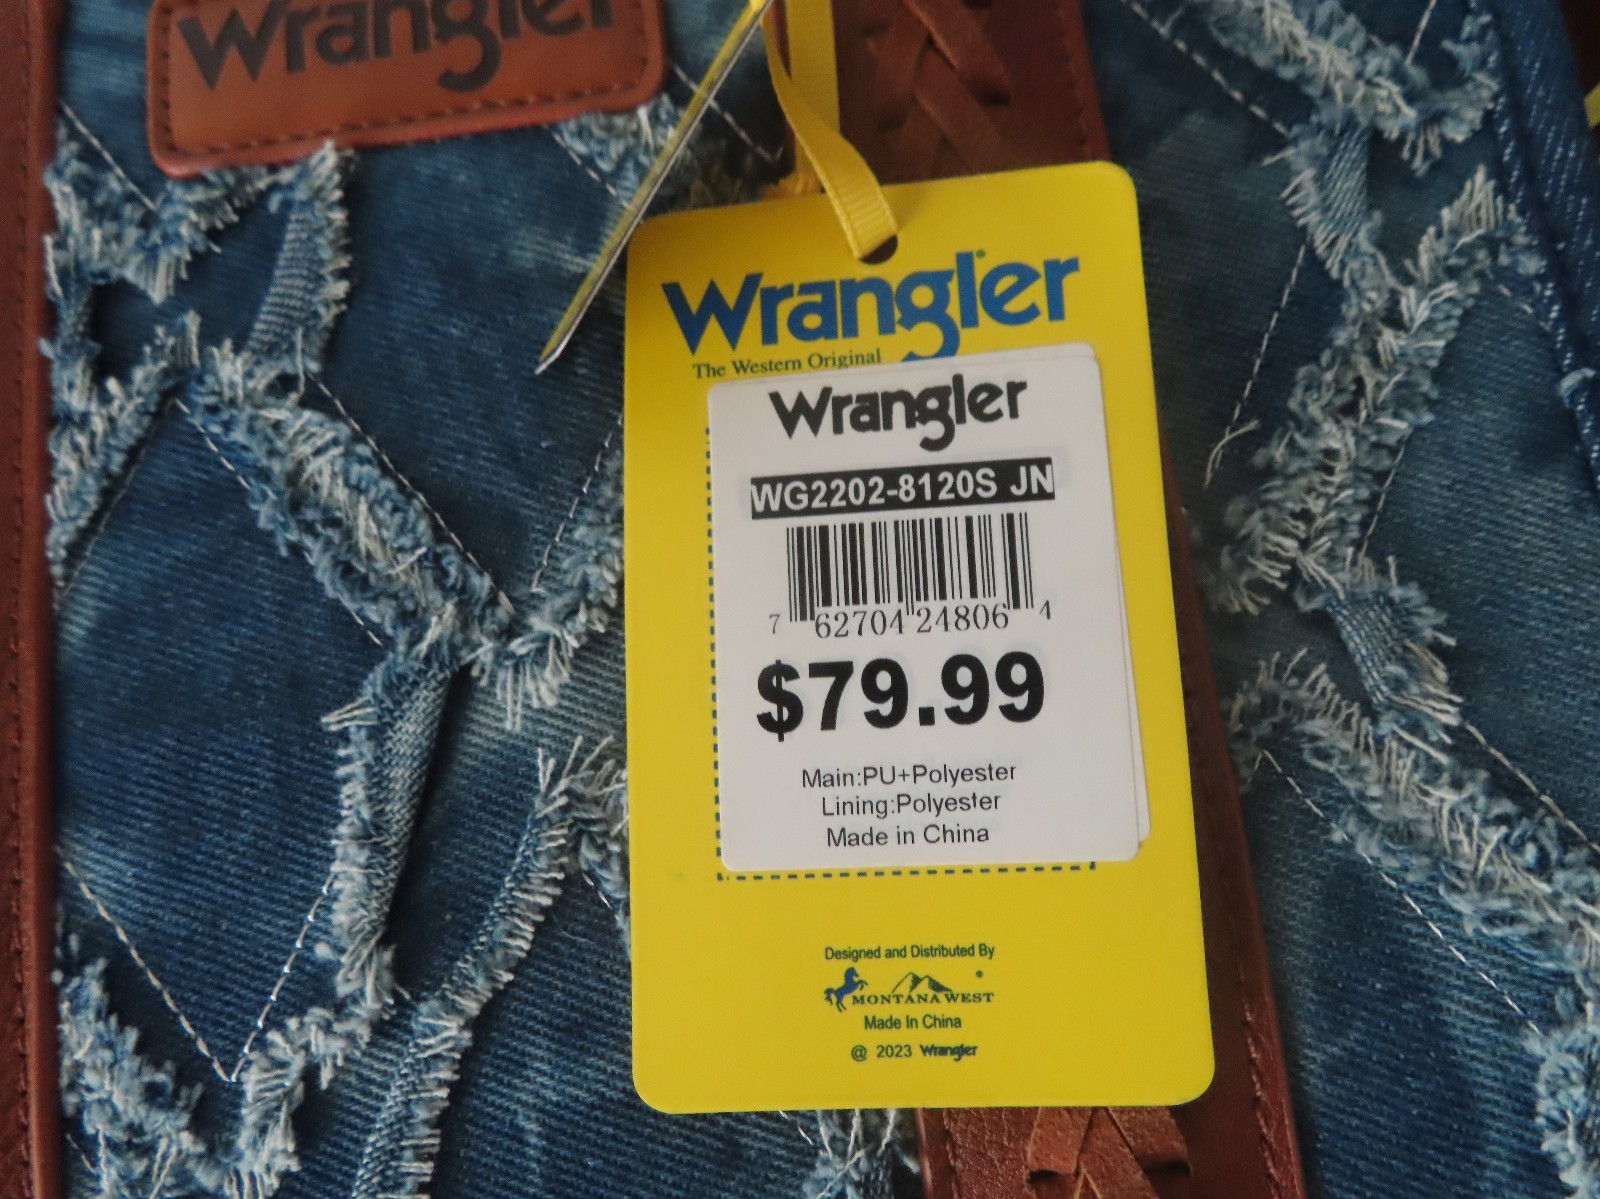 Wrangler
Wrangler
The Western Original
Wrangler
WG2202-8120S JN
7 62704 24806 4
$79.99
Main:PU+Polyester
Lining:Polyester
Made in China
Designed and Distributed By
MONTANA WEST
Made In China
@ 2023 Wrangler